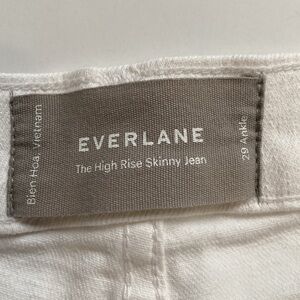 Bien Hoa, Vietnam
EVERLANE
The High Rise Skinny Jean
29 Ankle